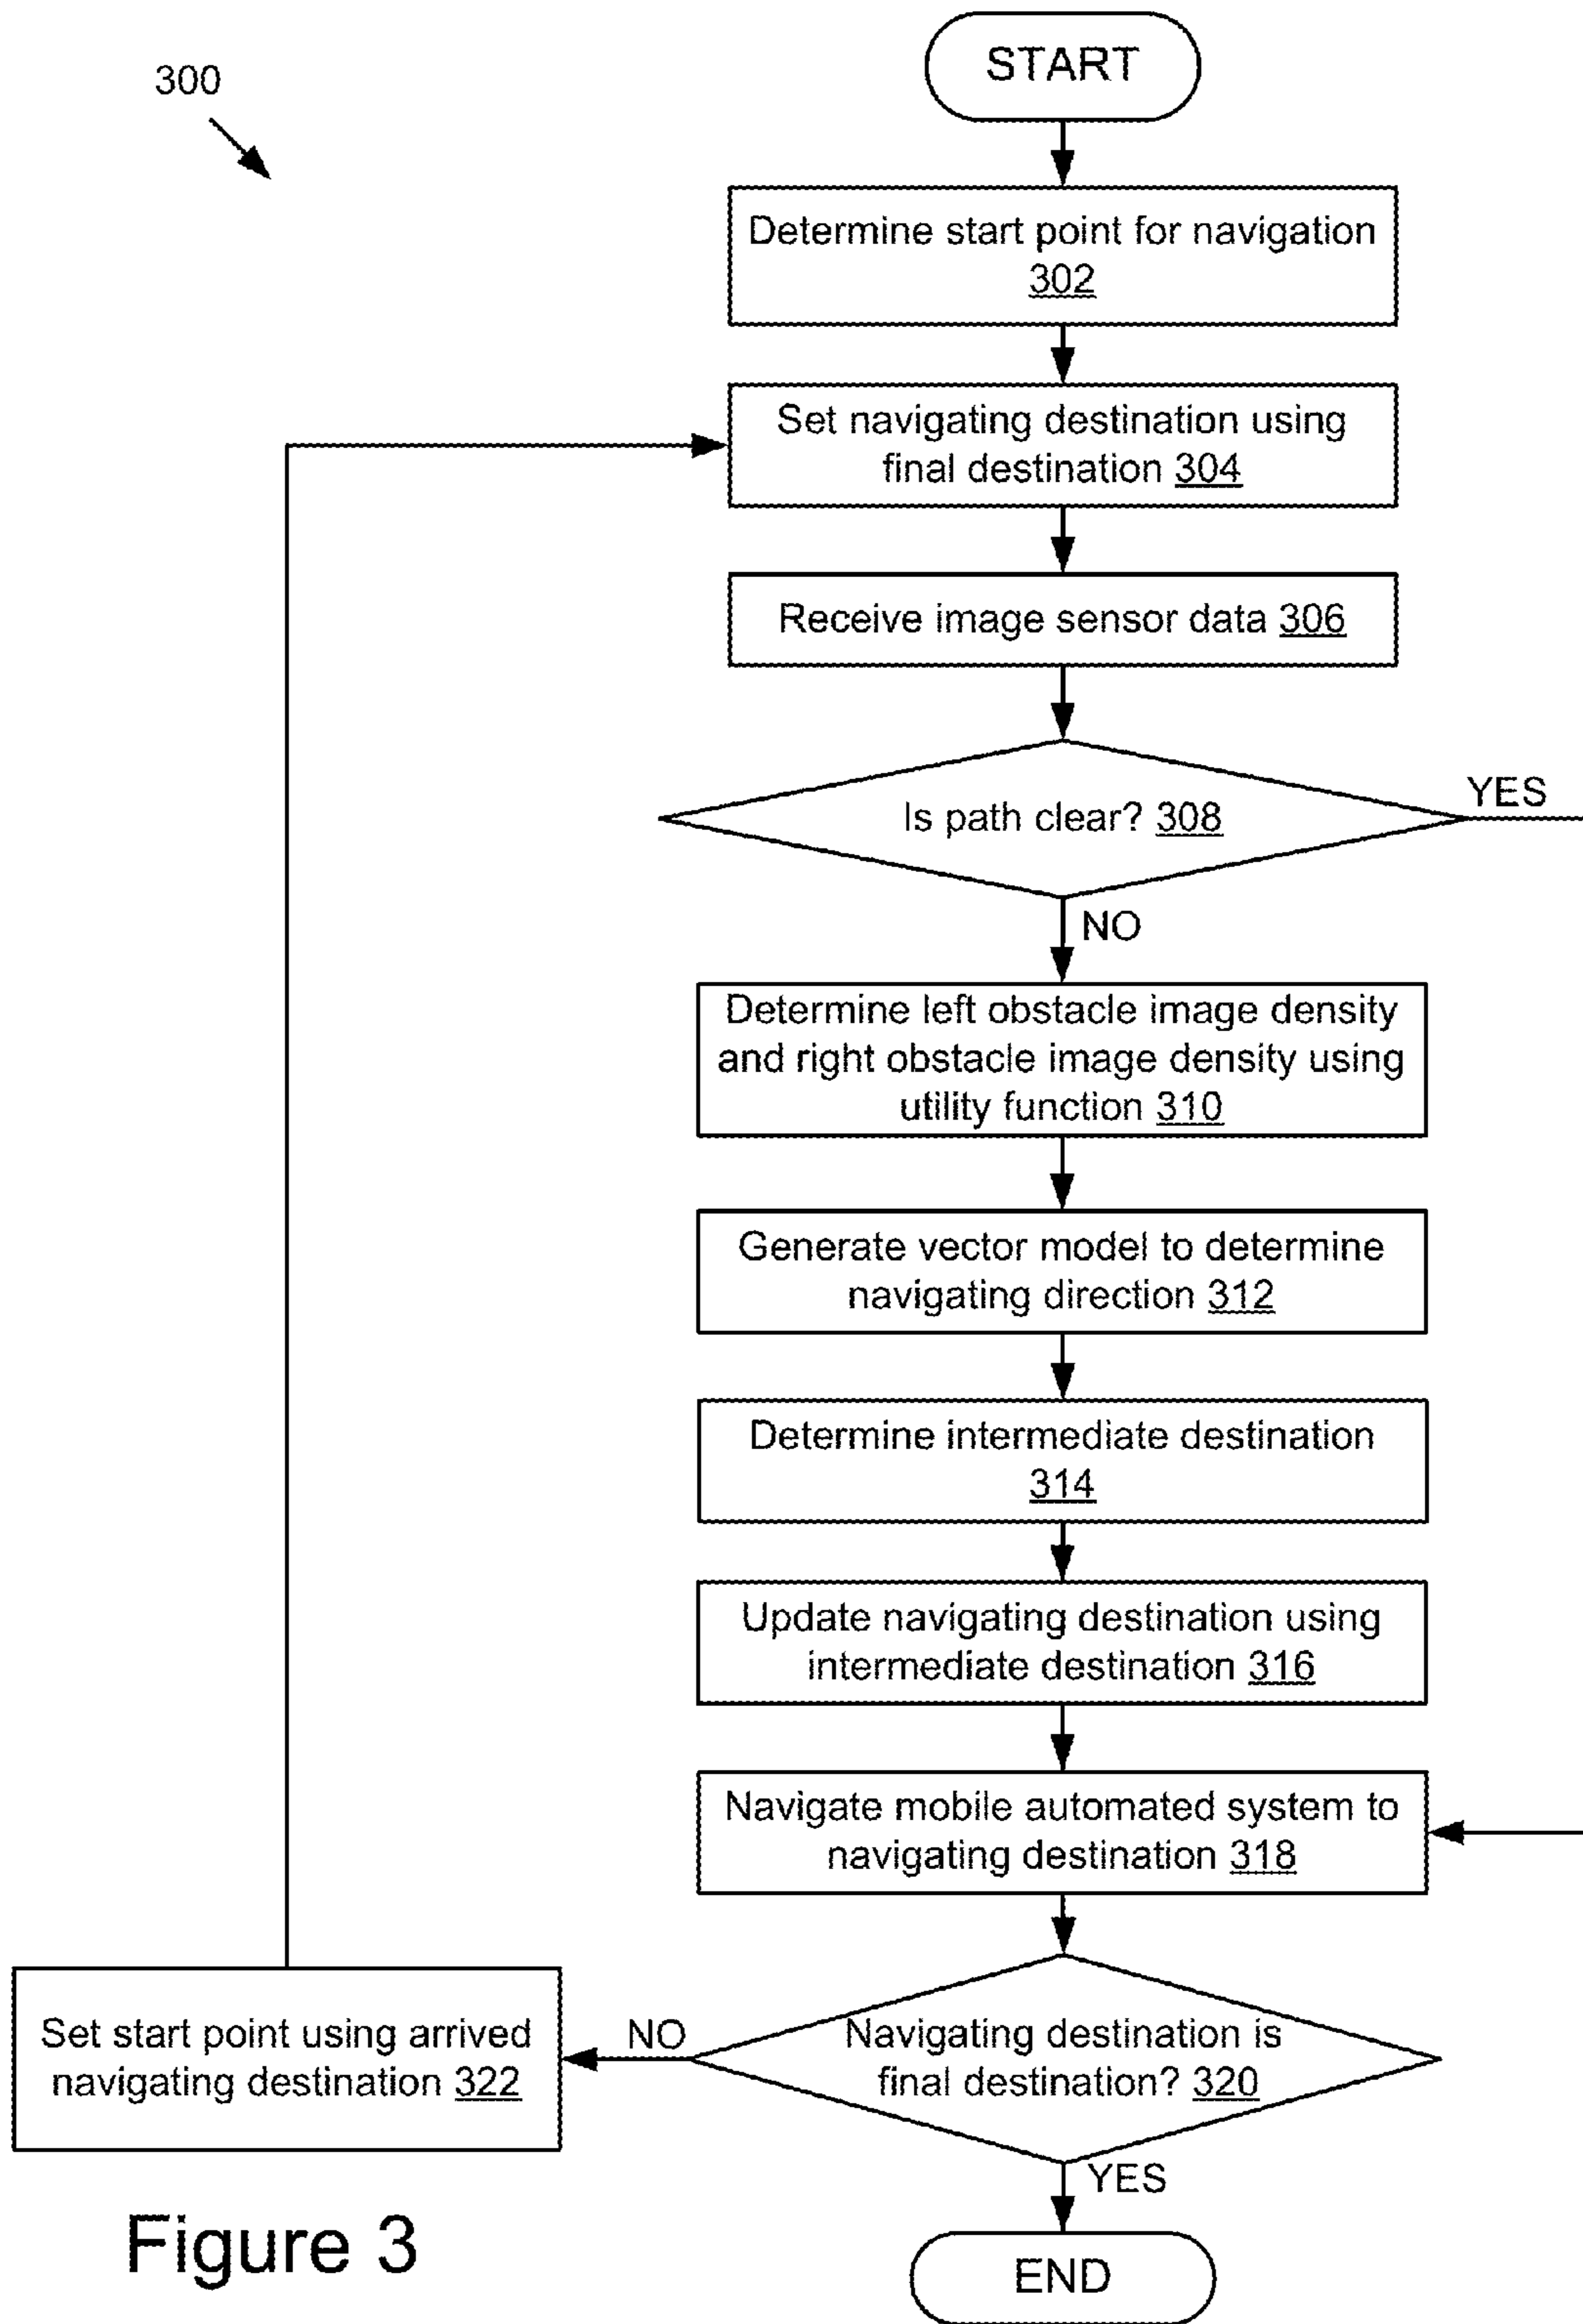 300
START
Determine start point for navigation
302
Set navigating destination using
final destination 304
Receive image sensor data 306
Is path clear? 308
YES
NO
Determine left obstacle image density
and right obstacle image density using
utility function 310
Generate vector model to determine
navigating direction 312
Determine intermediate destination
314
Update navigating destination using
intermediate destination 316
Navigate mobile automated system to
navigating destination 318
Navigating destination is
final destination? 320
NO
Set start point using arrived
navigating destination 322
YES
END
Figure 3